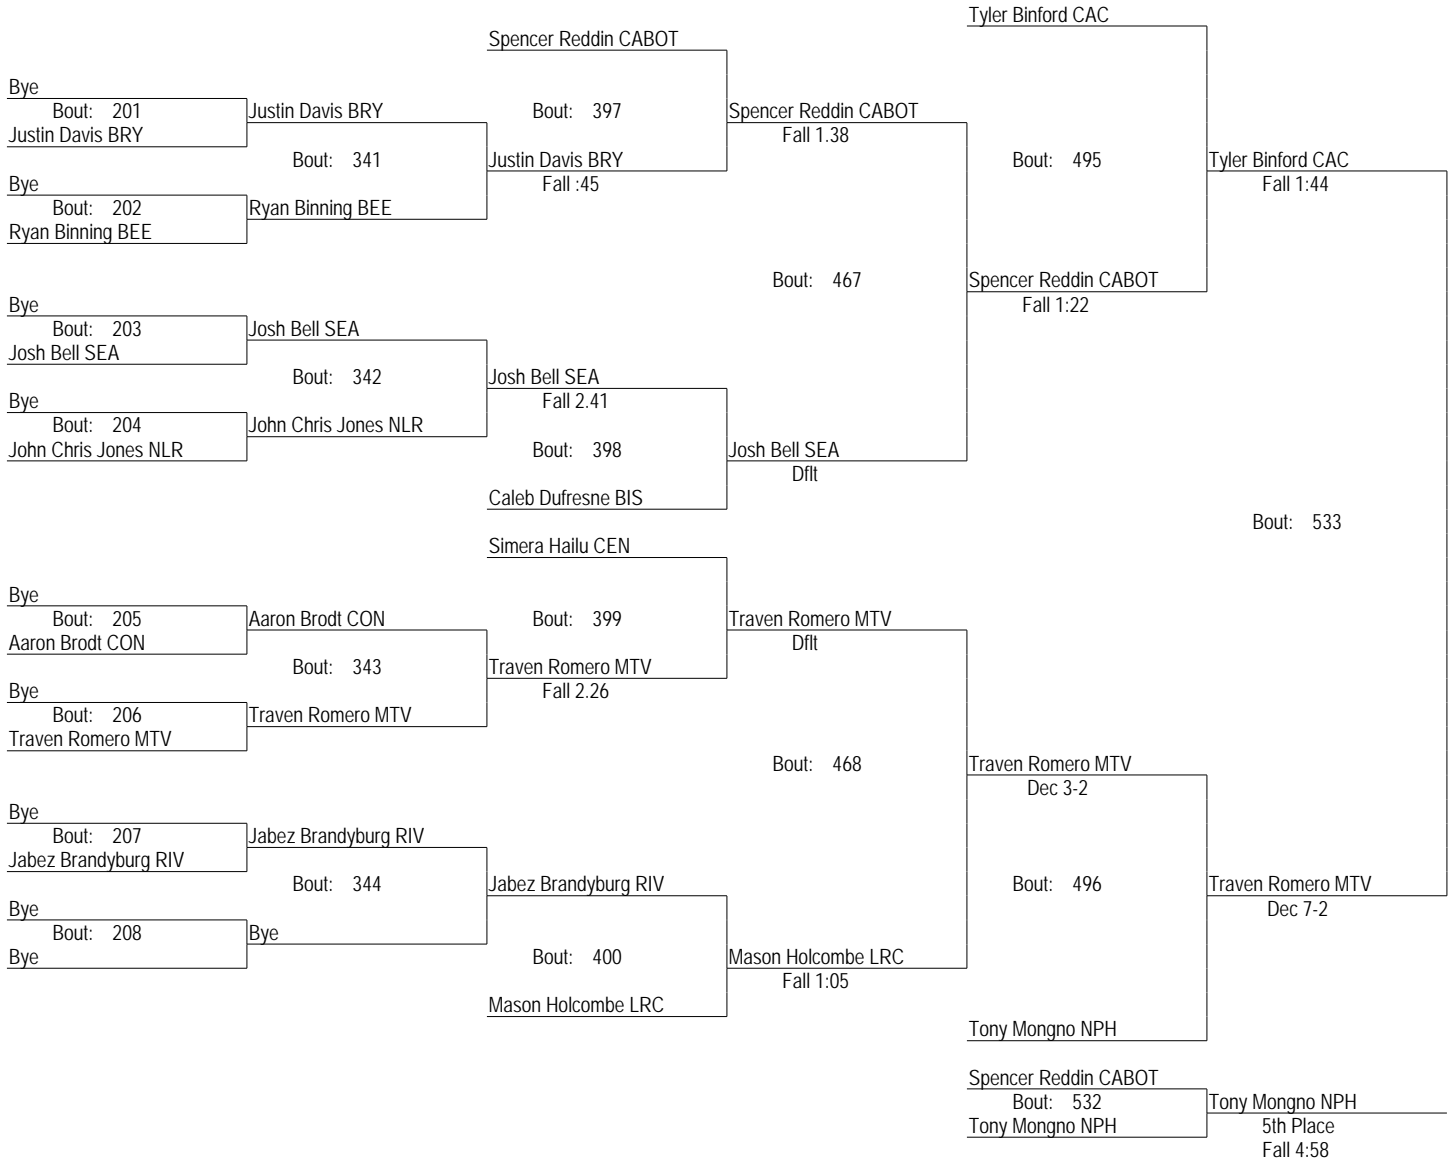 Tyler Binford CAC
Spencer Reddin CABOT
Bye
Bout: 201
Justin Davis BRY
Justin Davis BRY
Bout: 397
Spencer Reddin CABOT
Fall 1.38
Bout: 341
Justin Davis BRY
Fall :45
Bout: 495
Tyler Binford CAC
Fall 1:44
Bye
Bout: 202
Ryan Binning BEE
Ryan Binning BEE
Bout: 467
Spencer Reddin CABOT
Fall 1:22
Bye
Bout: 203
Josh Bell SEA
Josh Bell SEA
Bout: 342
Josh Bell SEA
Fall 2.41
Bye
Bout: 204
John Chris Jones NLR
John Chris Jones NLR
Bout: 398
Josh Bell SEA
Dflt
Caleb Dufresne BIS
Bout: 533
Simera Hailu CEN
Bye
Bout: 205
Aaron Brodt CON
Aaron Brodt CON
Bout: 399
Traven Romero MTV
Dflt
Bout: 343
Traven Romero MTV
Fall 2.26
Bye
Bout: 206
Traven Romero MTV
Traven Romero MTV
Bout: 468
Traven Romero MTV
Dec 3-2
Bye
Bout: 207
Jabez Brandyburg RIV
Jabez Brandyburg RIV
Bout: 344
Jabez Brandyburg RIV
Bout: 496
Traven Romero MTV
Dec 7-2
Bye
Bout: 208
Bye
Bye
Bout: 400
Mason Holcombe LRC
Fall 1:05
Mason Holcombe LRC
Tony Mongno NPH
Spencer Reddin CABOT
Bout: 532
Tony Mongno NPH
Tony Mongno NPH
5th Place
Fall 4:58